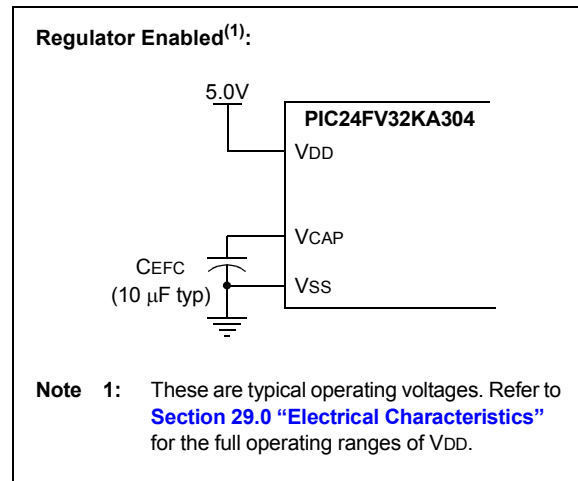 Regulator Enabled(1):
5.0V
PIC24FV32KA304
VDD
VCAP
CEFC
(10 μF typ)
VSS
Note 1: These are typical operating voltages. Refer to
Section 29.0 “Electrical Characteristics”
for the full operating ranges of VDD.